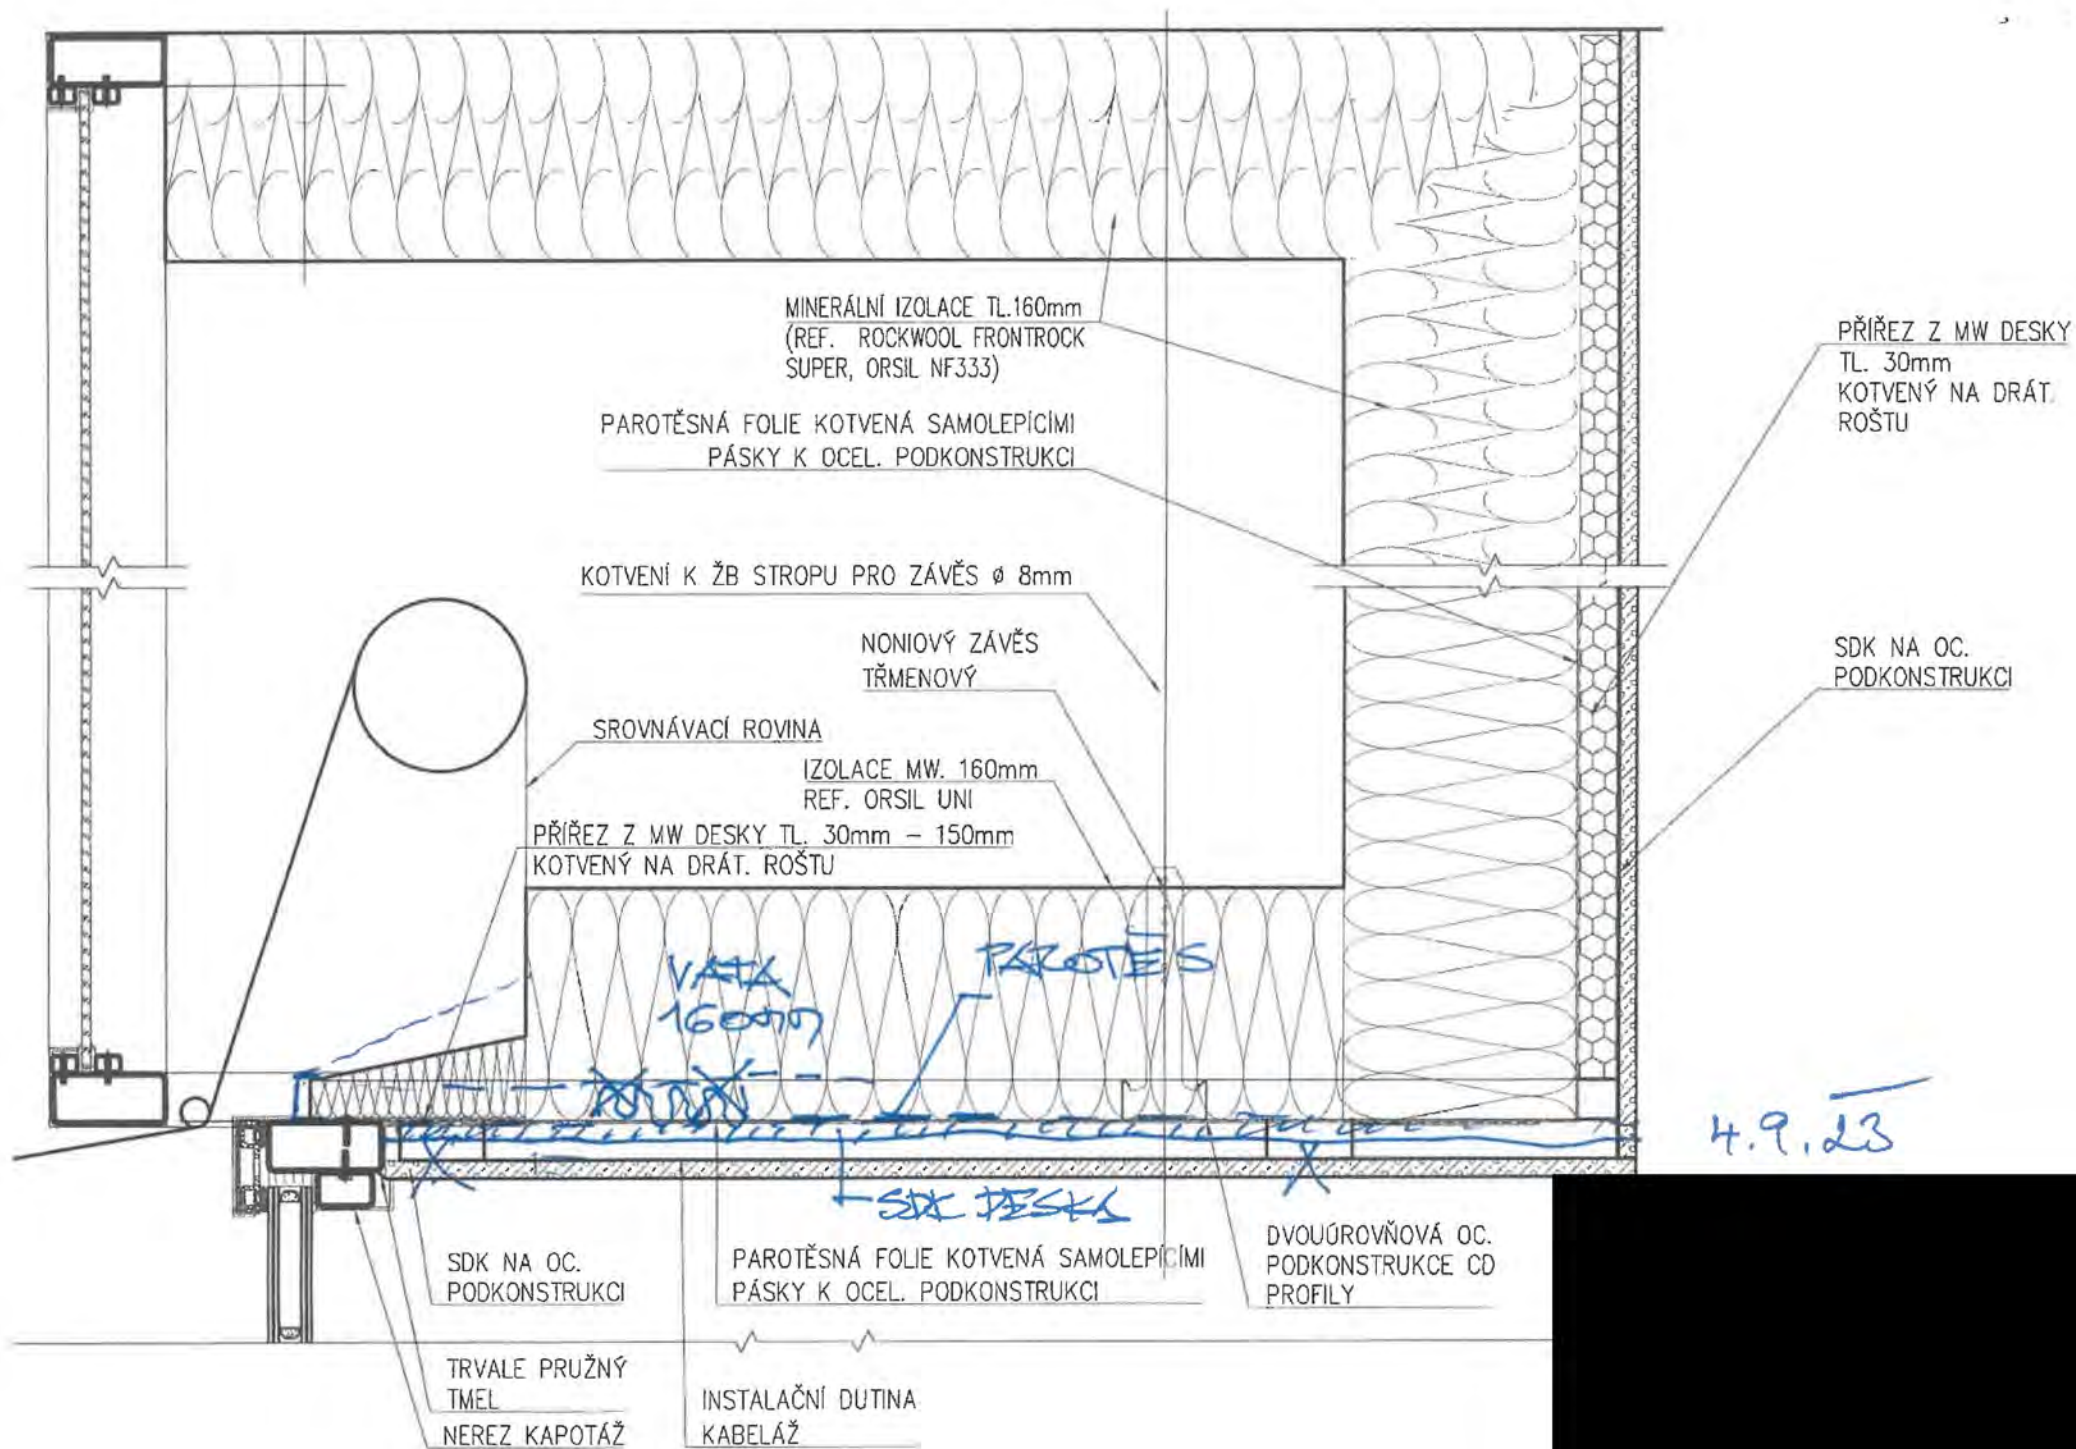 MINERÁLNÍ IZOLACE TL.160mm
(REF. ROCKWOOL FRONTROCK
SUPER, ORSIL NF333)
PŘÍŘEZ Z MW DESKY
TL. 30mm
KOTVENÝ NA DRÁT.
ROŠTU
PAROTĚSNÁ FOLIE KOTVENÁ SAMOLEPÍCÍMI
PÁSKY K OCEL. PODKONSTRUKCI
KOTVENÍ K ŽB STROPU PRO ZÁVĚS ø 8mm
NONIOVÝ ZÁVĚS
TŘMENOVÝ
SDK NA OC.
PODKONSTRUKCI
SROVNÁVACÍ ROVINA
IZOLACE MW. 160mm
REF. ORSIL UNI
PŘÍŘEZ Z MW DESKY TL. 30mm – 150mm
KOTVENÝ NA DRÁT. ROŠTU
VATA
160mm
PAROTĚS
4.9.23
SDK DESKA
SDK NA OC.
PODKONSTRUKCI
PAROTĚSNÁ FOLIE KOTVENÁ SAMOLEPÍCÍMI
PÁSKY K OCEL. PODKONSTRUKCI
DVOUÚROVŇOVÁ OC.
PODKONSTRUKCE CD
PROFILY
TRVALE PRUŽNÝ
TMEL
NEREZ KAPOTÁŽ
INSTALAČNÍ DUTINA
KABELÁŽ